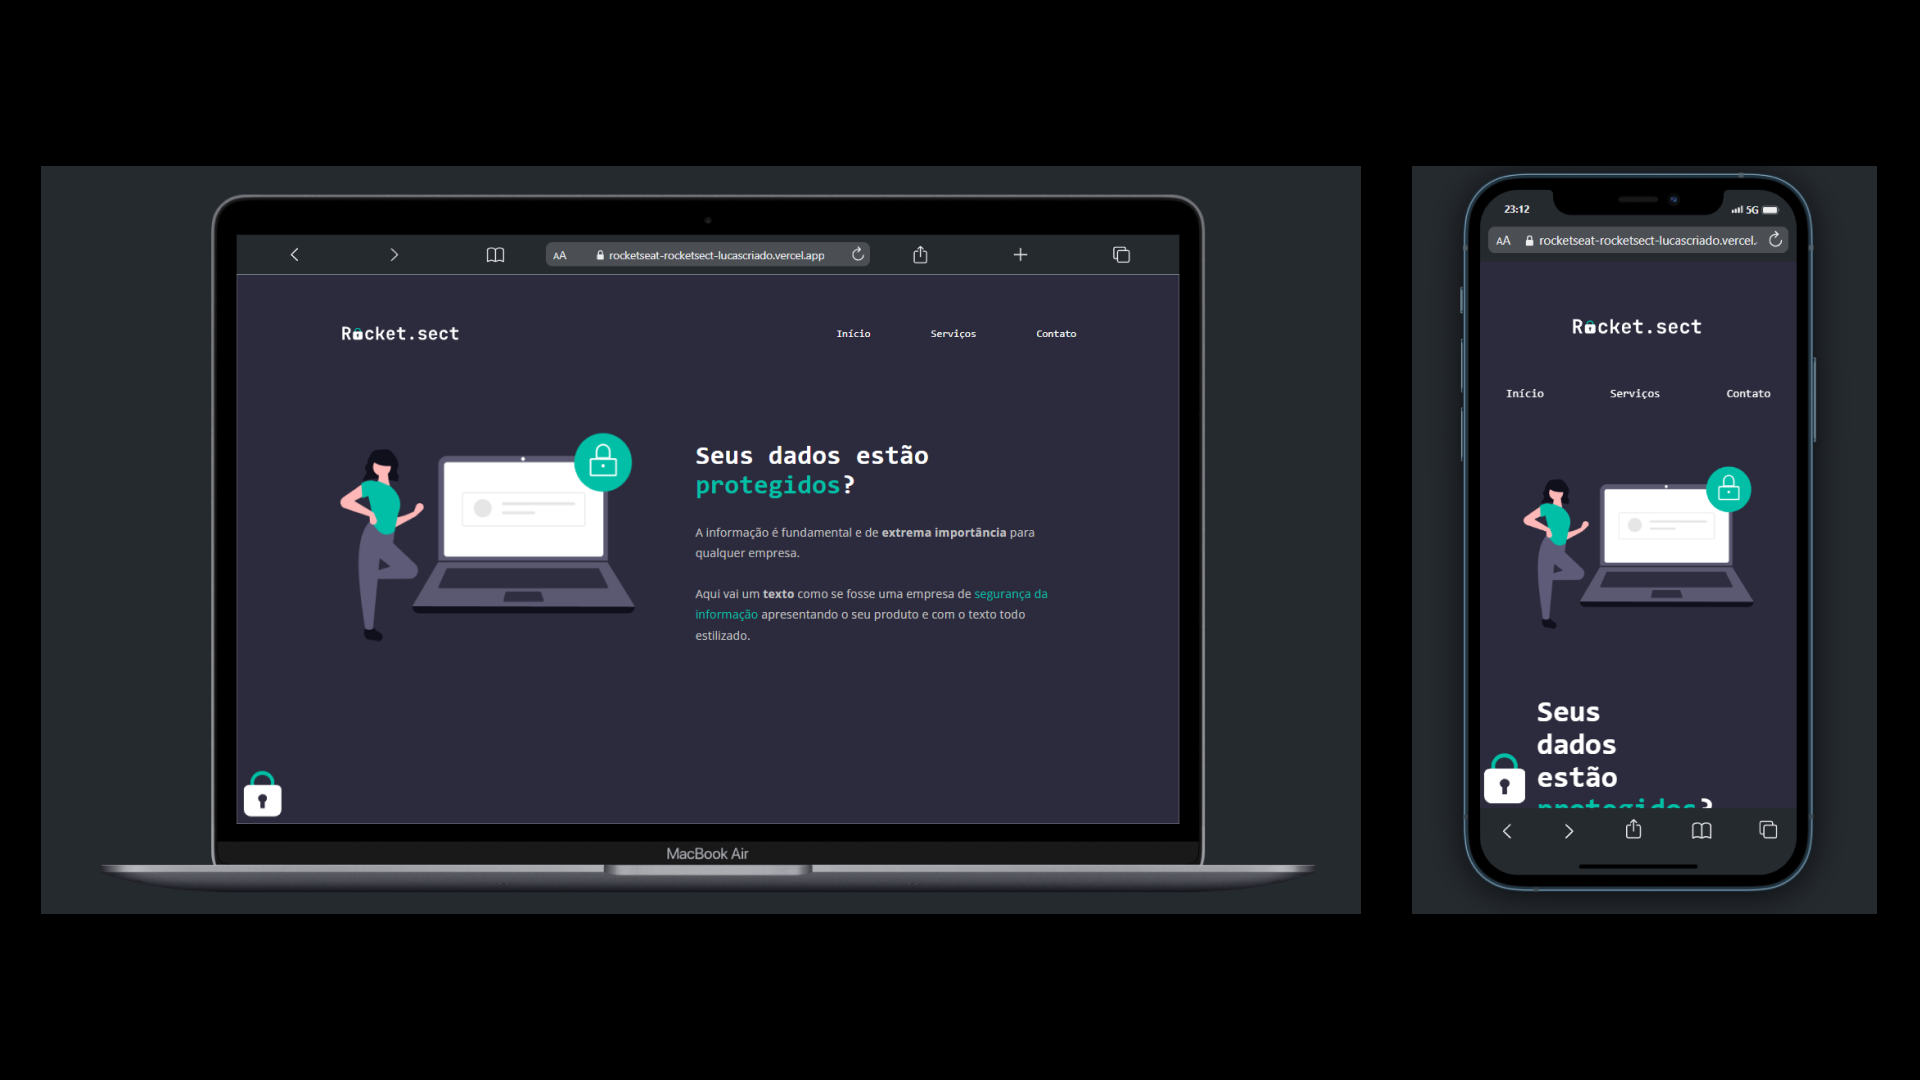 AA rocketseat-rocketsect-lucascriado.vercel.app
Rocket.sect
Início Serviços Contato
Seus dados estão
protegidos?
A informação é fundamental e de extrema importância para
qualquer empresa.
Aqui vai um texto como se fosse uma empresa de segurança da
informação apresentando o seu produto e com o texto todo
estilizado.
MacBook Air
23:12 5G
AA rocketseat-rocketsect-lucascriado.vercel.
Rocket.sect
Início Serviços Contato
Seus
dados
estão
protegidos?